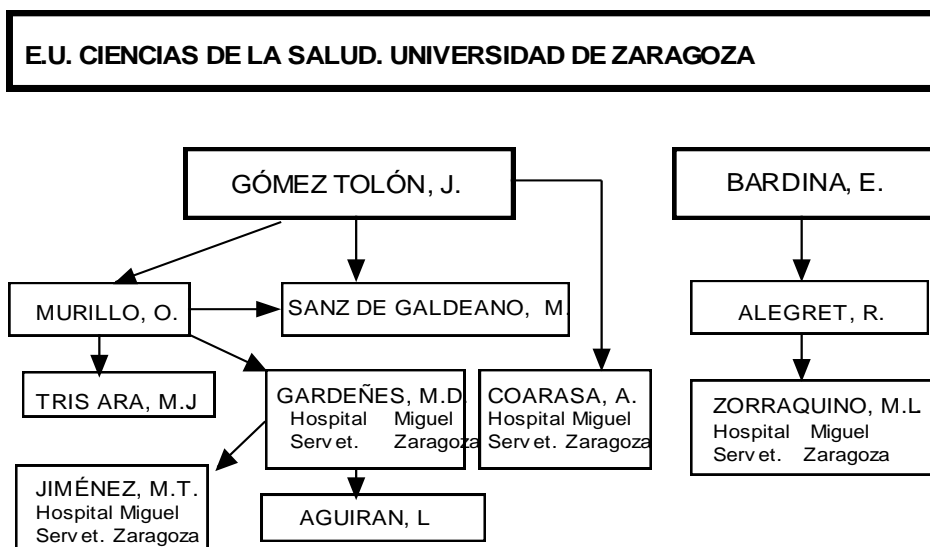 E.U. CIENCIAS DE LA SALUD. UNIVERSIDAD DE ZARAGOZA
GÓMEZ TOLÓN, J.
BARDINA, E.
MURILLO, O.
SANZ DE GALDEANO, M.
ALEGRET, R.
TRIS ARA, M.J
GARDEÑES, M.D.
Hospital Miguel
Servet. Zaragoza
COARASA, A.
Hospital Miguel
Servet. Zaragoza
ZORRAQUINO, M.L.
Hospital Miguel
Servet. Zaragoza
JIMÉNEZ, M.T.
Hospital Miguel
Servet. Zaragoza
AGUIRAN, L